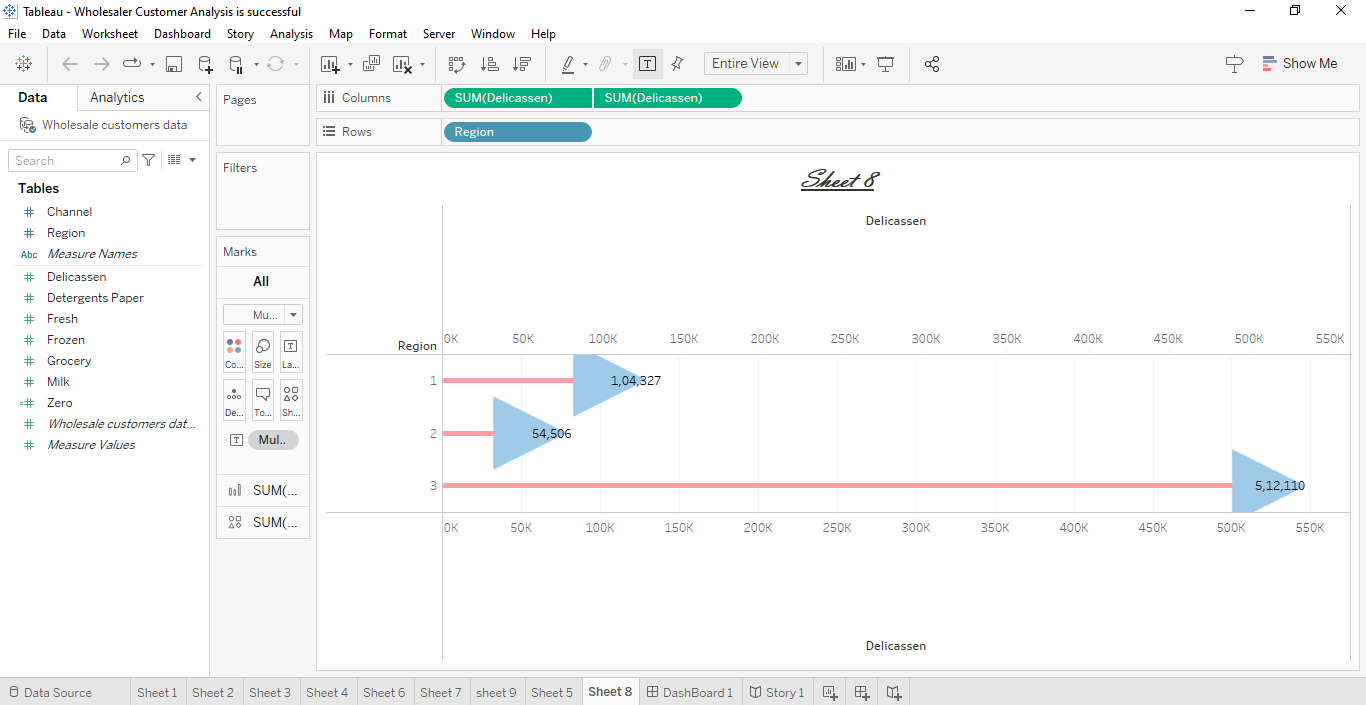 Tableau - Wholesaler Customer Analysis is successful
File Data Worksheet Dashboard Story Analysis Map Format Server Window Help
Entire View
Show Me
Data Analytics
Wholesale customers data
Search
Tables
Channel
Region
Abc Measure Names
Delicassen
Detergents Paper
Fresh
Frozen
Grocery
Milk
Zero
Wholesale customers dat...
Measure Values
Pages
Filters
Marks
All
Mu...
Co... Size La...
De... To... Sh...
Mul..
SUM(...
SUM(...
Columns SUM(Delicassen) SUM(Delicassen)
Rows Region
Sheet 8
Delicassen
0K 50K 100K 150K 200K 250K 300K 350K 400K 450K 500K 550K
Region
1 1,04,327
2 54,506
3 5,12,110
0K 50K 100K 150K 200K 250K 300K 350K 400K 450K 500K 550K
Delicassen
Data Source Sheet 1 Sheet 2 Sheet 3 Sheet 4 Sheet 6 Sheet 7 sheet 9 Sheet 5 Sheet 8 DashBoard 1 Story 1